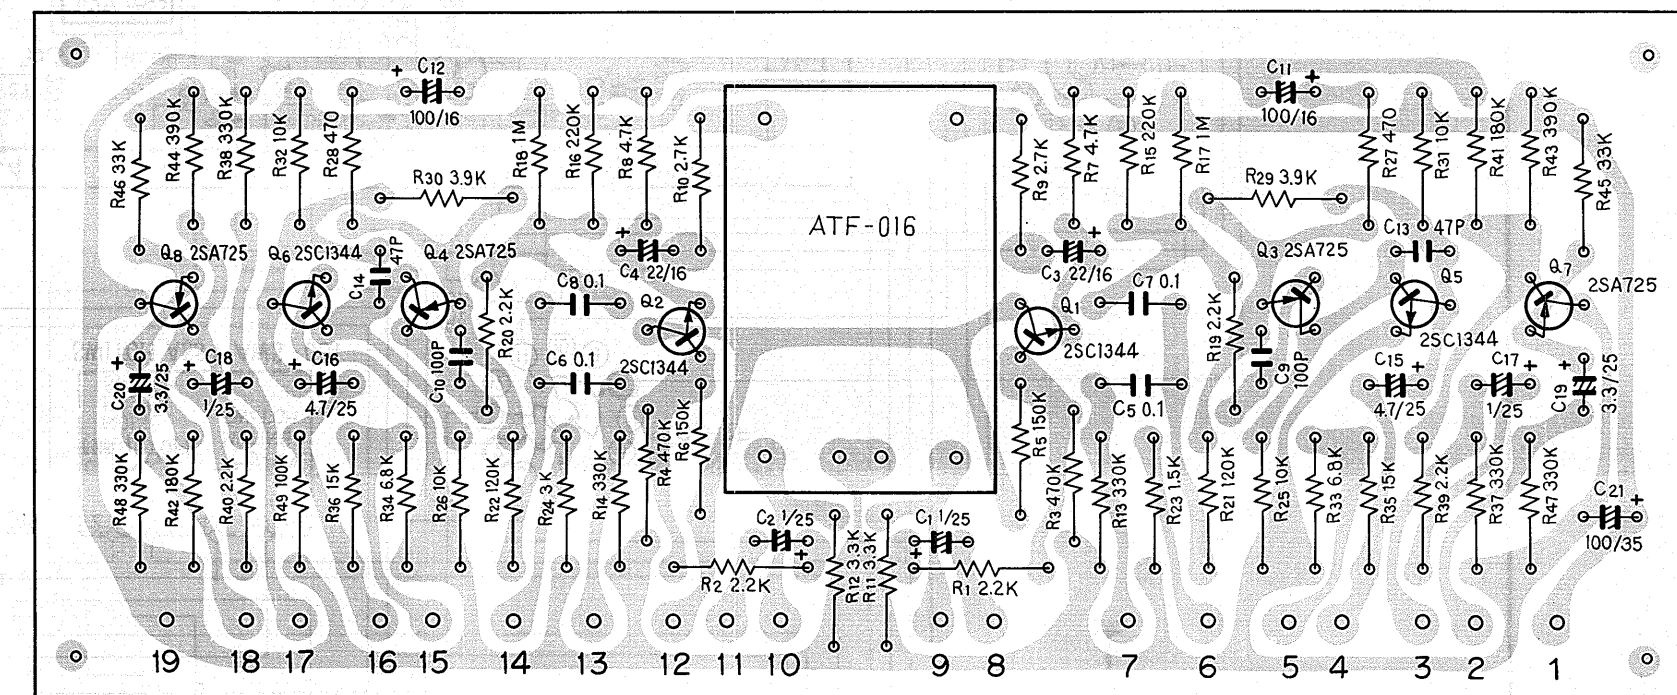 C12
100/16
C11
100/16
R46 33K
R44 390K
R38 330K
R32 10K
R28 470
R18 1M
R16 220K
R8 4.7K
R10 2.7K
R9 2.7K
R7 4.7K
R15 220K
R17 1M
R27 470
R31 10K
R41 180K
R43 390K
R45 33K
R30 3.9K
R29 3.9K
ATF-016
Q8 2SA725
Q6 2SC1344
C14 47P
Q4 2SA725
C4 22/16
C3 22/16
Q3 2SA725
C13 47P
Q5
2SC1344
Q7
2SA725
R20 2.2K
C8 0.1
Q2
2SC1344
Q1
2SC1344
C7 0.1
R19 2.2K
C20 3.3/25
C18
1/25
C16
4.7/25
C10 100P
C6 0.1
C5 0.1
C9 100P
C15
4.7/25
C17
1/25
C19 3.3/25
R48 330K
R42 180K
R40 2.2K
R49 100K
R36 15K
R34 6.8K
R26 10K
R22 120K
R24 3K
R14 330K
R4 470K
R6 150K
R5 150K
R3 470K
R13 330K
R23 1.5K
R21 120K
R25 10K
R33 6.8K
R35 15K
R39 2.2K
R37 330K
R47 330K
C21
100/35
C2 1/25
C1 1/25
R2 2.2K
R12 3.3K
R11 3.3K
R1 2.2K
19 18 17 16 15 14 13 12 11 10 9 8 7 6 5 4 3 2 1